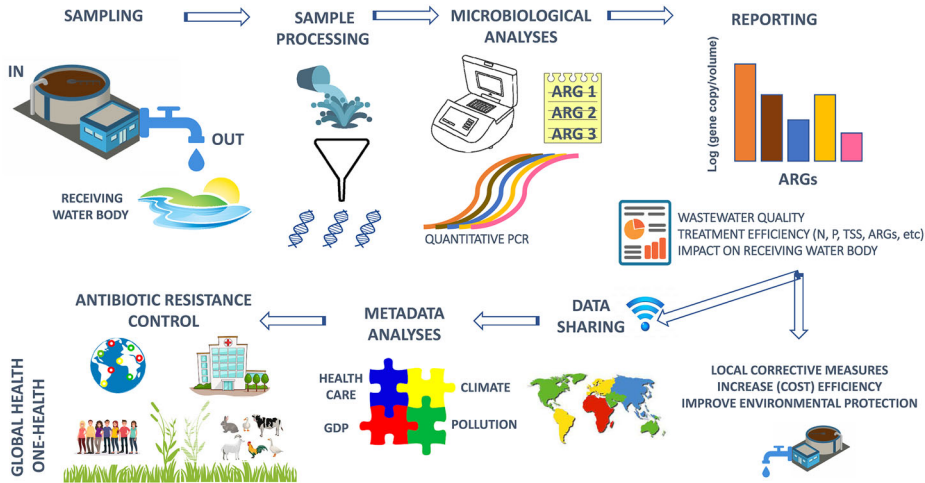 SAMPLING
SAMPLE
PROCESSING
MICROBIOLOGICAL
ANALYSES
REPORTING
IN
OUT
RECEIVING
WATER BODY
ARG 1
ARG 2
ARG 3
QUANTITATIVE PCR
Log (gene copy/volume)
ARGs
WASTEWATER QUALITY
TREATMENT EFFICIENCY (N, P, TSS, ARGs, etc)
IMPACT ON RECEIVING WATER BODY
LOCAL CORRECTIVE MEASURES
INCREASE (COST) EFFICIENCY
IMPROVE ENVIRONMENTAL PROTECTION
DATA
SHARING
METADATA
ANALYSES
HEALTH
CARE
CLIMATE
GDP
POLLUTION
ANTIBIOTIC RESISTANCE
CONTROL
GLOBAL HEALTH
ONE-HEALTH